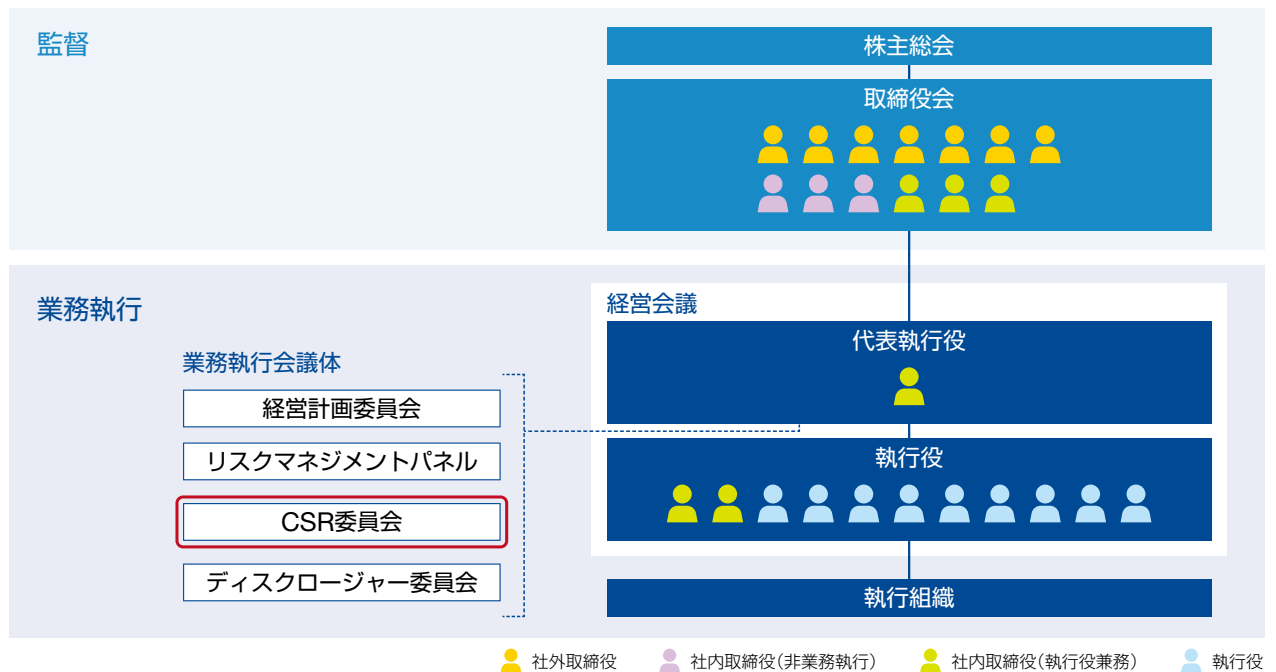 監督
株主総会
取締役会
業務執行
経営会議
代表執行役
業務執行会議体
経営計画委員会
リスクマネジメントパネル
CSR委員会
ディスクロージャー委員会
執行役
執行組織
社外取締役
社内取締役(非業務執行)
社内取締役(執行役兼務)
執行役